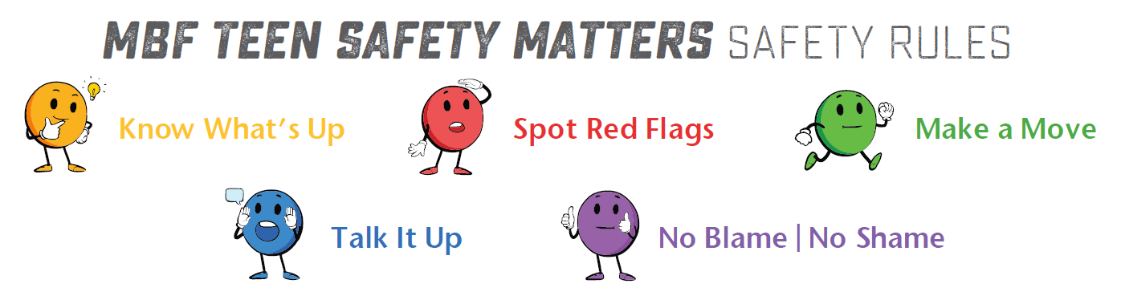 MBF TEEN SAFETY MATTERS SAFETY RULES
Know What's Up
Spot Red Flags
Make a Move
Talk It Up
No Blame | No Shame